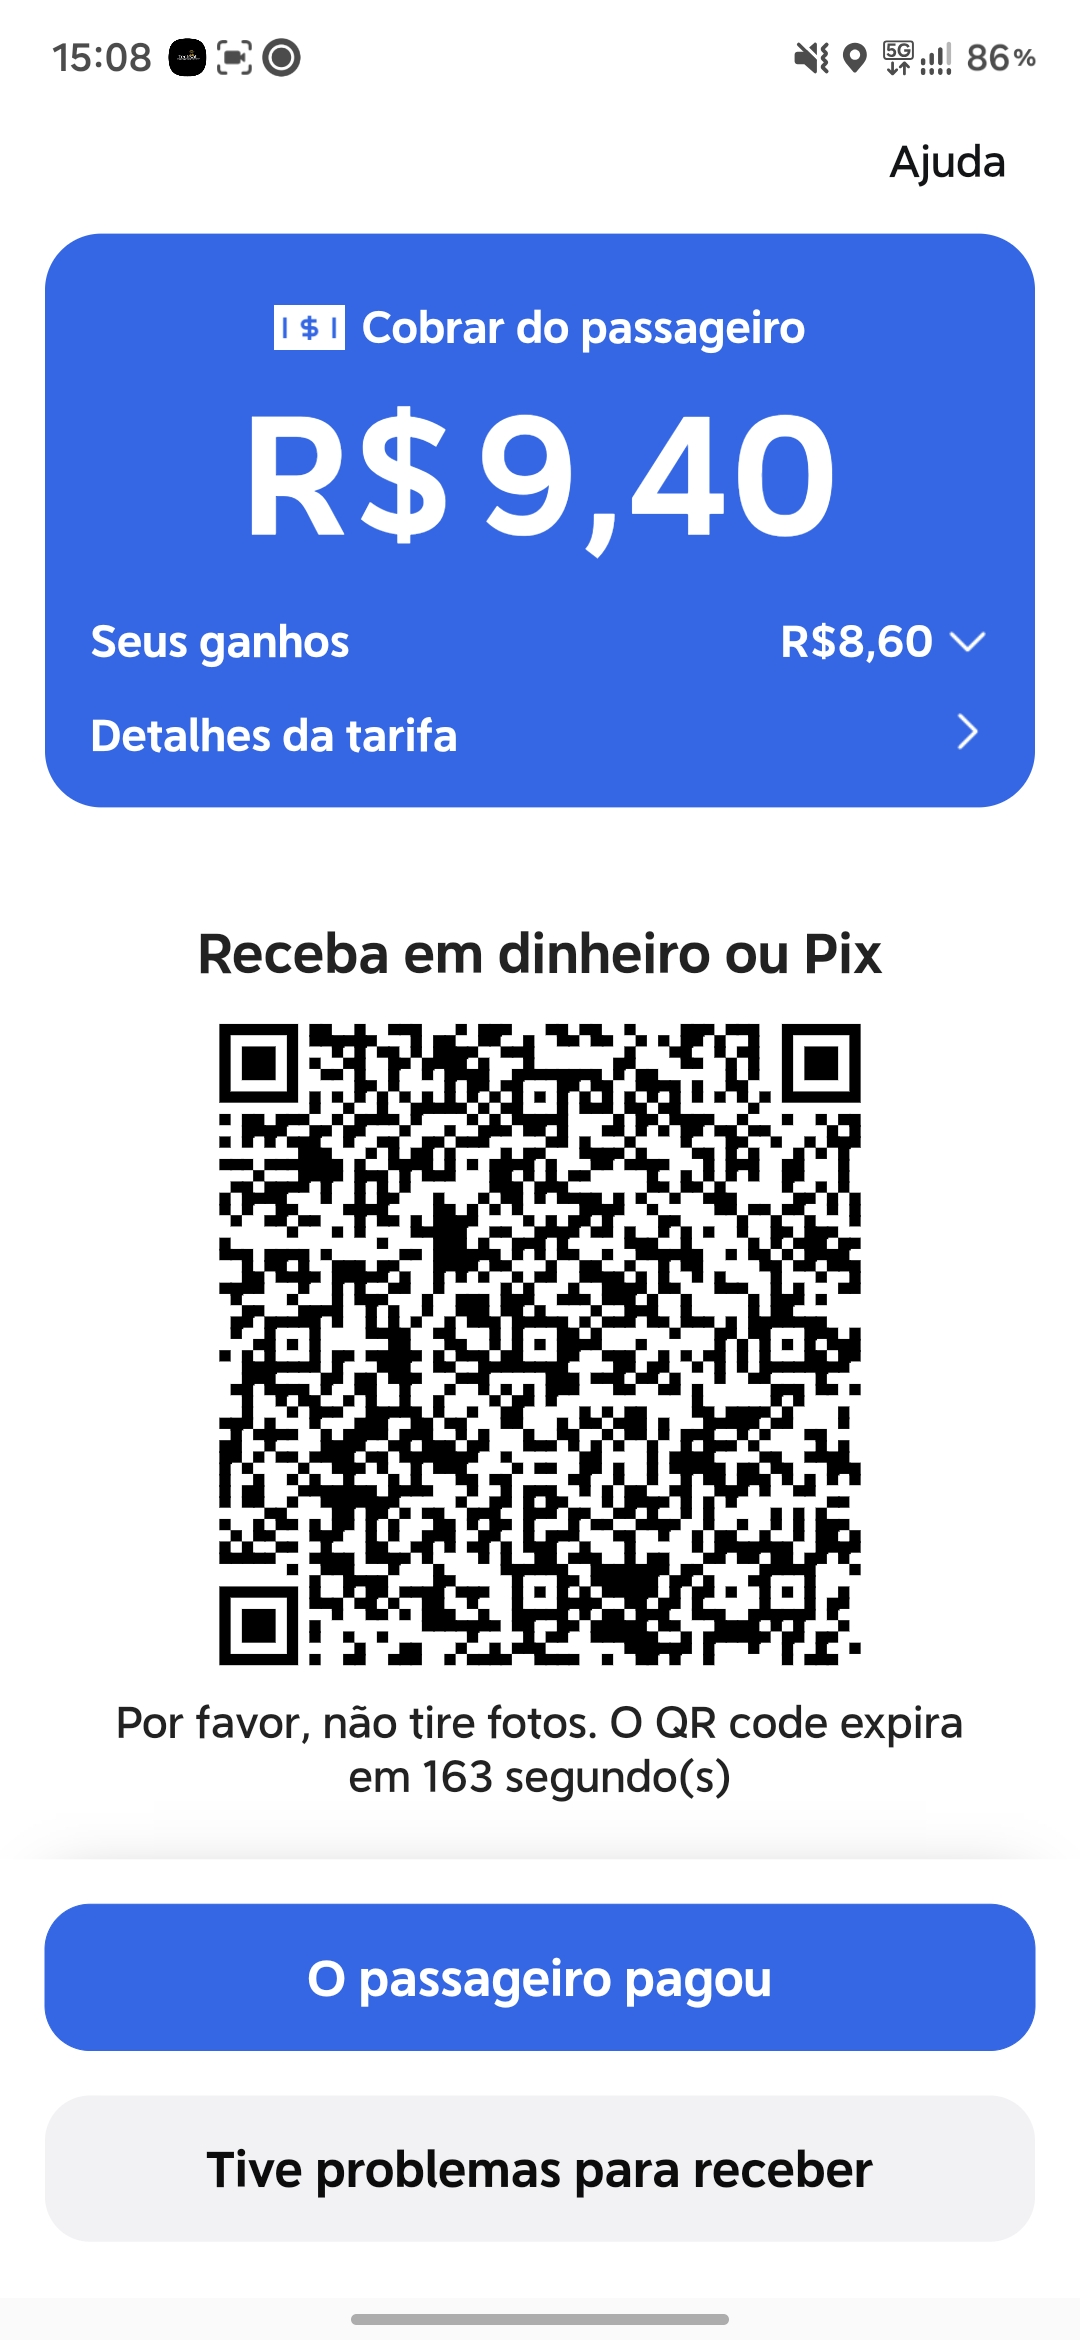 15:08 5G 86%
Ajuda
Cobrar do passageiro
R$ 9,40
Seus ganhos R$8,60
Detalhes da tarifa
Receba em dinheiro ou Pix
Por favor, não tire fotos. O QR code expira
em 163 segundo(s)
O passageiro pagou
Tive problemas para receber